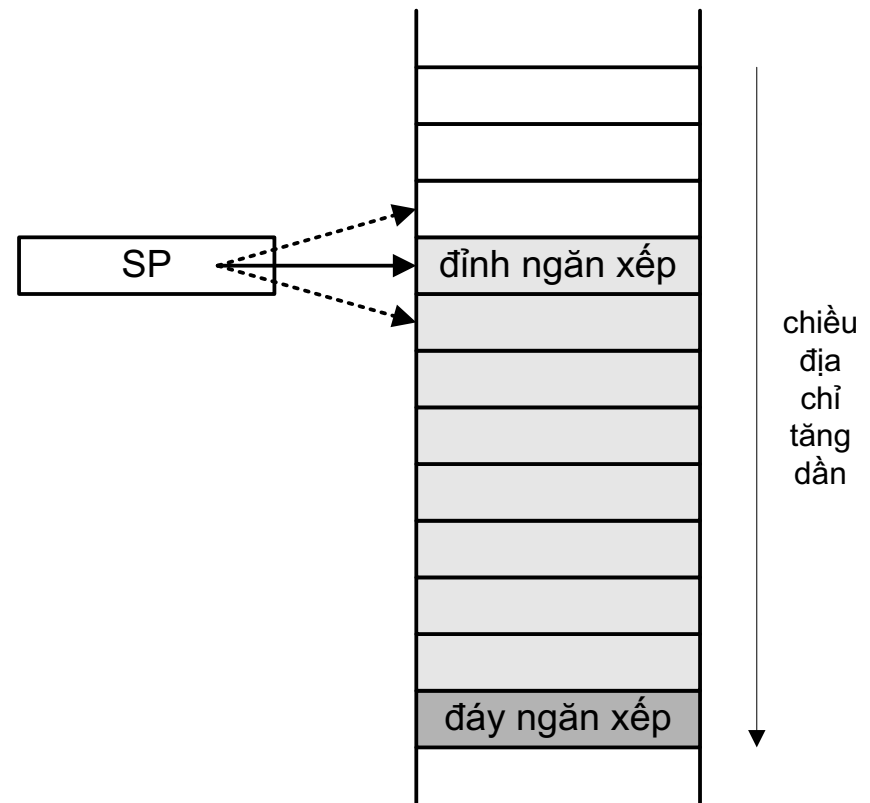 SP
đỉnh ngăn xếp
chiều
địa
chỉ
tăng
dần
đáy ngăn xếp